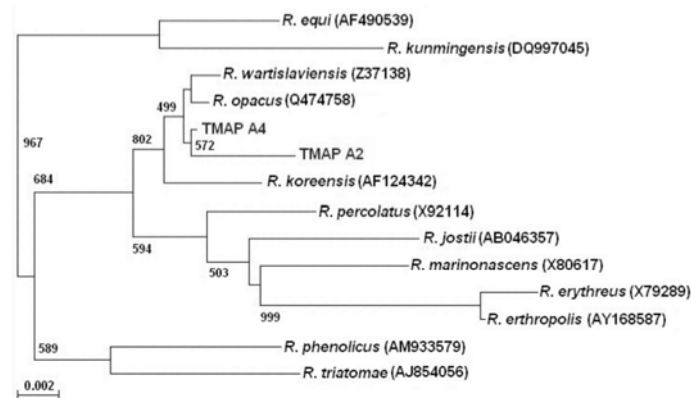 R. equi (AF490539)
R. kunmingensis (DQ997045)
R. wartislaviensis (Z37138)
499
R. opacus (Q474758)
TMAP A4
802
967
572
TMAP A2
684
R. koreensis (AF124342)
R. percolatus (X92114)
594
R. jostii (AB046357)
503
R. marinonascens (X80617)
R. erythreus (X79289)
999
R. erthropolis (AY168587)
589
R. phenolicus (AM933579)
R. triatomae (AJ854056)
0.002